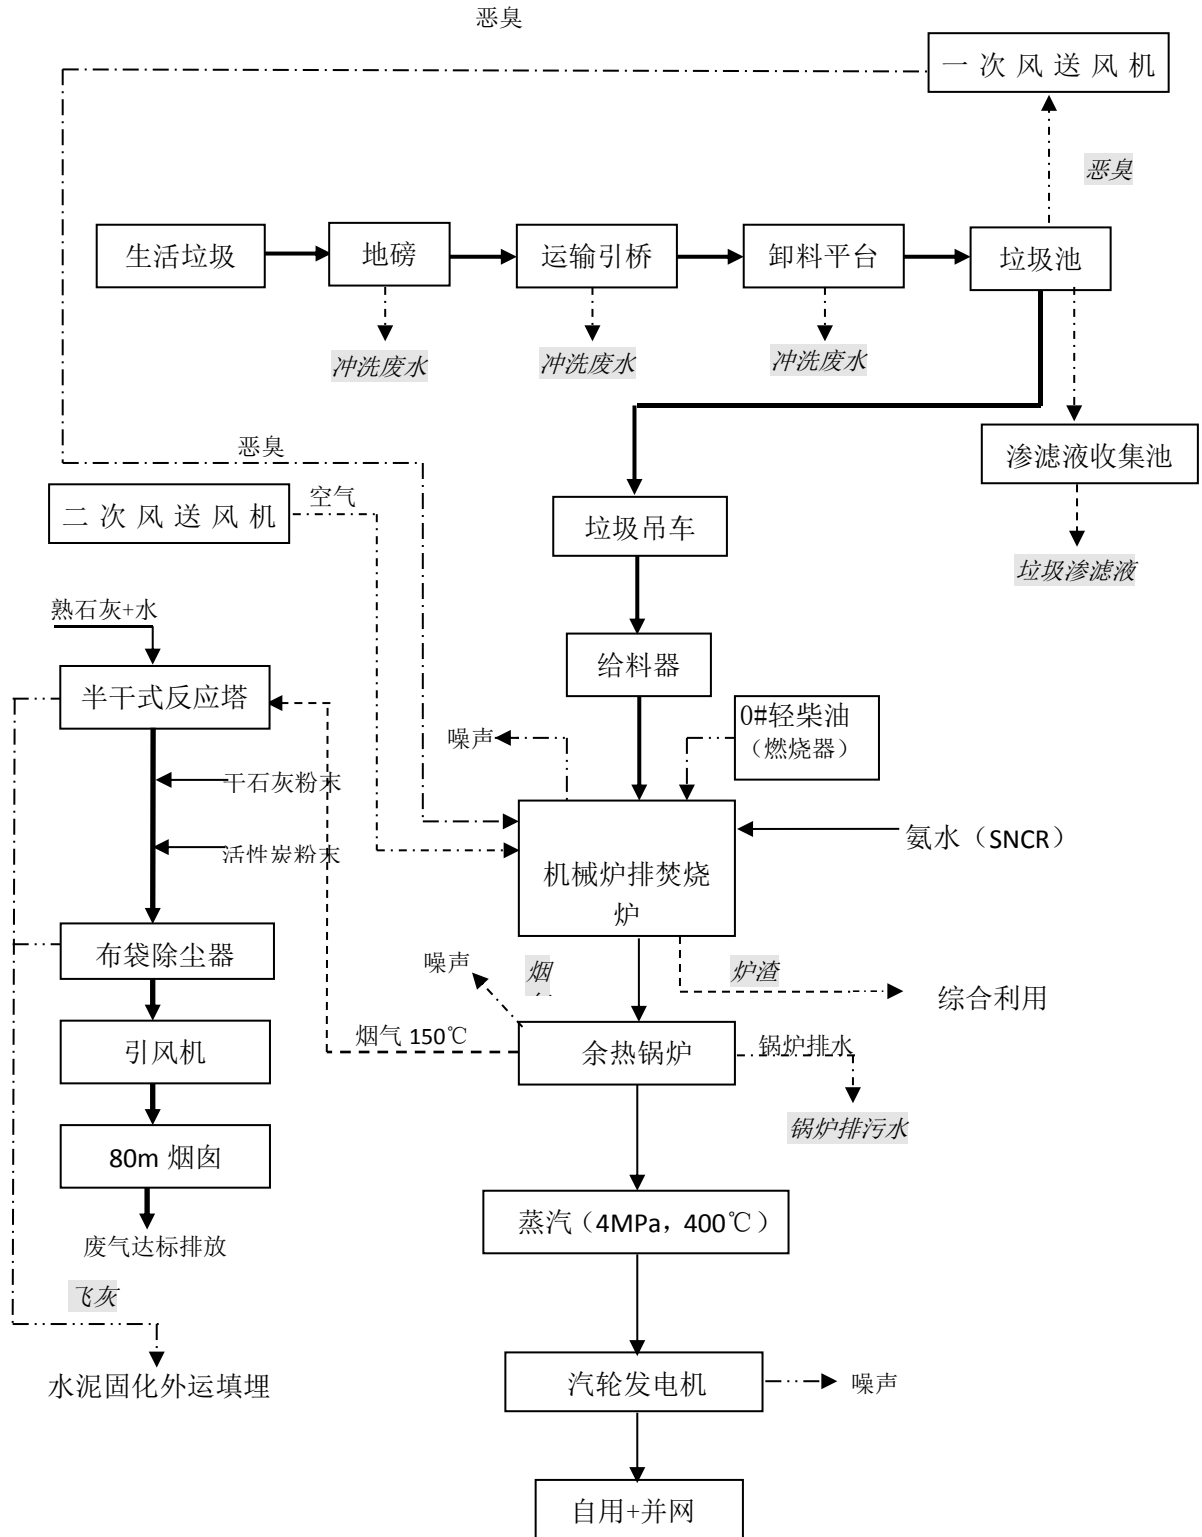 恶臭
一次风送风机
恶臭
生活垃圾
地磅
运输引桥
卸料平台
垃圾池
冲洗废水
冲洗废水
冲洗废水
恶臭
渗滤液收集池
二次风送风机
空气
垃圾吊车
垃圾渗滤液
熟石灰+水
给料器
半干式反应塔
0#轻柴油
（燃烧器）
噪声
干石灰粉末
活性炭粉末
机械炉排焚烧
炉
氨水（SNCR）
布袋除尘器
噪声
烟
炉渣
综合利用
引风机
烟气 150℃
余热锅炉
锅炉排水
锅炉排污水
80m 烟囱
蒸汽（4MPa，400℃）
废气达标排放
飞灰
水泥固化外运填埋
汽轮发电机
噪声
自用+并网